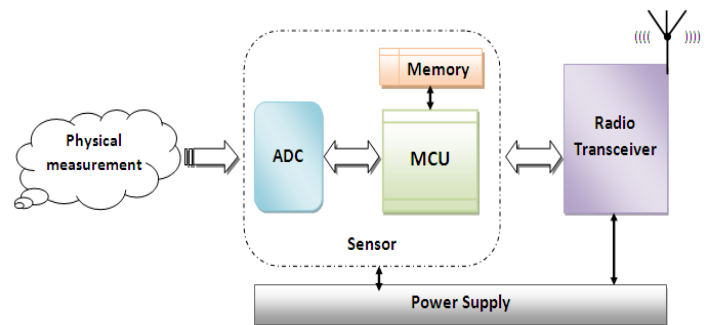 Physical
measurement
ADC
Memory
MCU
Sensor
Radio
Transceiver
((((
))))
Power Supply